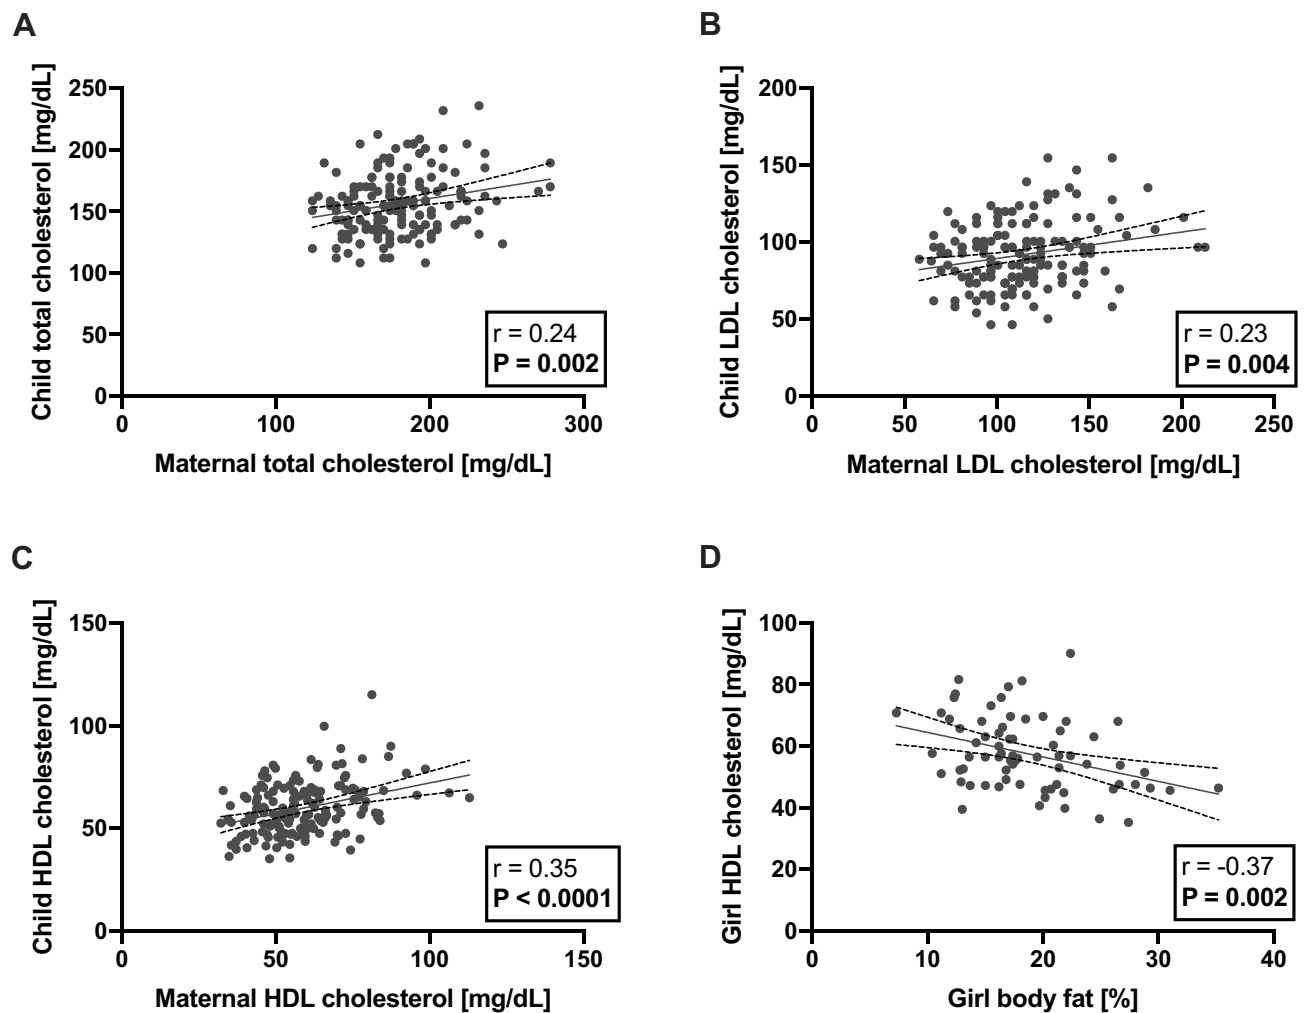 A
Child total cholesterol [mg/dL]
250
200
150
100
50
0
0
100
200
300
Maternal total cholesterol [mg/dL]
r = 0.24
P = 0.002
B
Child LDL cholesterol [mg/dL]
200
150
100
50
0
0
50
100
150
200
250
Maternal LDL cholesterol [mg/dL]
r = 0.23
P = 0.004
C
Child HDL cholesterol [mg/dL]
150
100
50
0
0
50
100
150
Maternal HDL cholesterol [mg/dL]
r = 0.35
P < 0.0001
D
Girl HDL cholesterol [mg/dL]
100
80
60
40
20
0
0
10
20
30
40
Girl body fat [%]
r = -0.37
P = 0.002